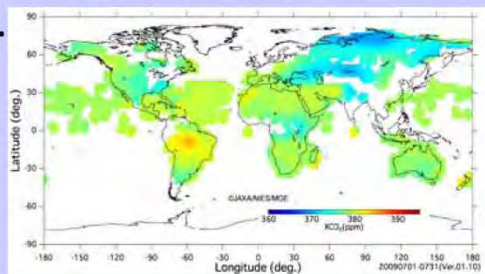 90
60
30
0
-30
-60
-90
Latitude (deg.)
©JAXA/NIES/MOE
360 370 380 390
XCO₂(ppm)
-180 -150 -120 -90 -60 -30 0 30 60 90 120 150 180
Longitude (deg.)
20090701-0731(Ver.01.10)